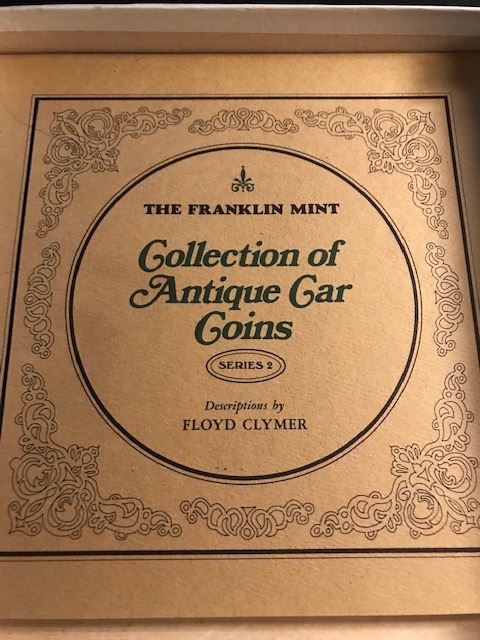 THE FRANKLIN MINT
Collection of
Antique Car
Coins
SERIES 2
Descriptions by
FLOYD CLYMER